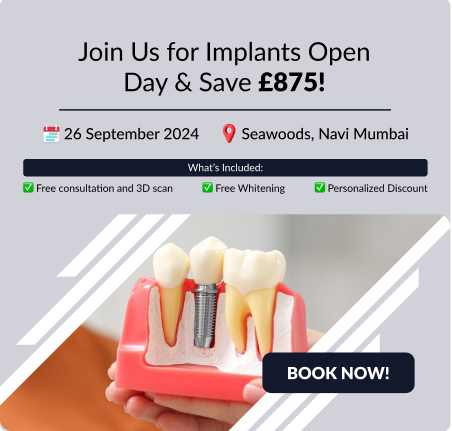 Join Us for Implants Open
Day & Save £875!
26 September 2024
Seawoods, Navi Mumbai
What's Included:
Free consultation and 3D scan
Free Whitening
Personalized Discount
BOOK NOW!